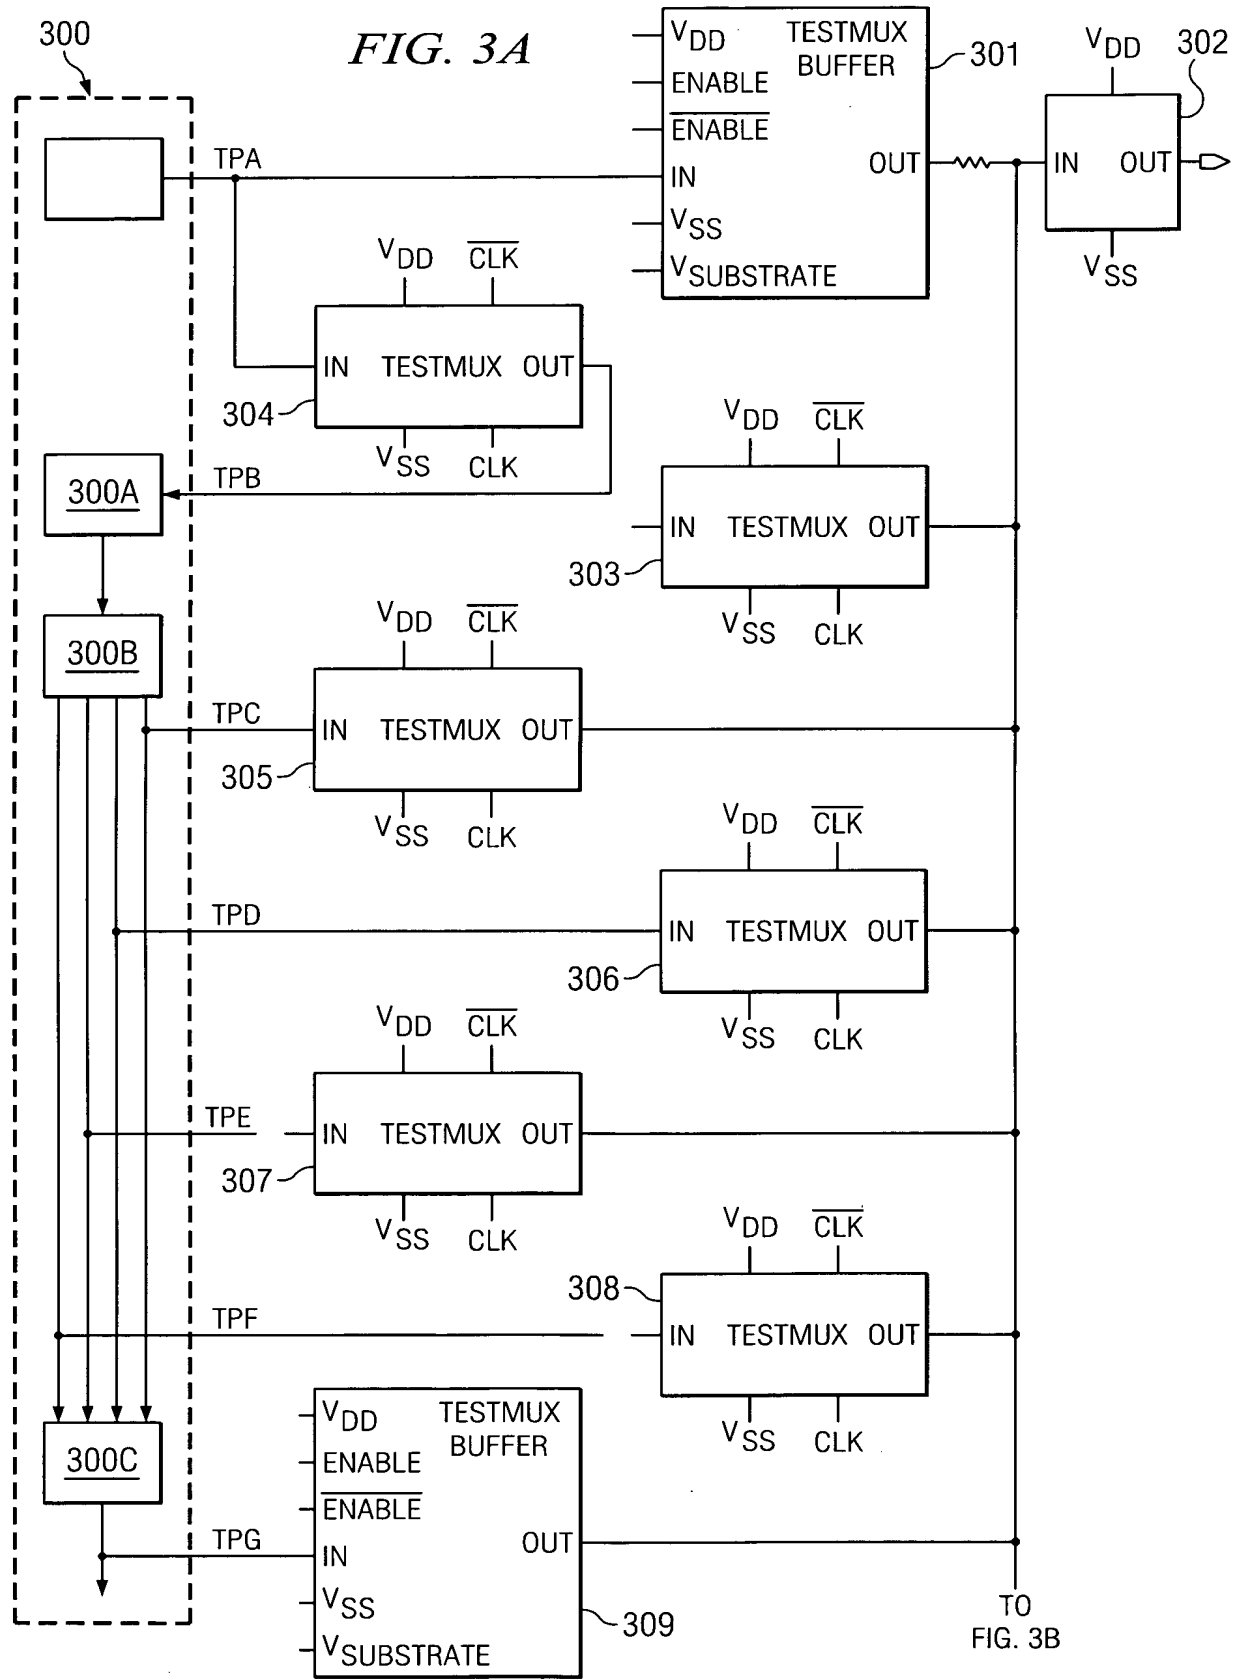 300
FIG. 3A
VDD
TESTMUX
BUFFER
ENABLE
ENABLE
IN
OUT
VSS
VSUBSTRATE
301
VDD
302
IN
OUT
VSS
TPA
VDD
CLK
IN TESTMUX OUT
304
VSS
CLK
TPB
300A
VDD
CLK
IN TESTMUX OUT
303
VSS
CLK
300B
VDD
CLK
TPC
IN TESTMUX OUT
305
VSS
CLK
VDD
CLK
TPD
IN TESTMUX OUT
306
VSS
CLK
VDD
CLK
TPE
IN TESTMUX OUT
307
VSS
CLK
VDD
CLK
308
TPF
IN TESTMUX OUT
VSS
CLK
300C
VDD
TESTMUX
BUFFER
ENABLE
ENABLE
TPG
IN
OUT
VSS
VSUBSTRATE
309
TO
FIG. 3B